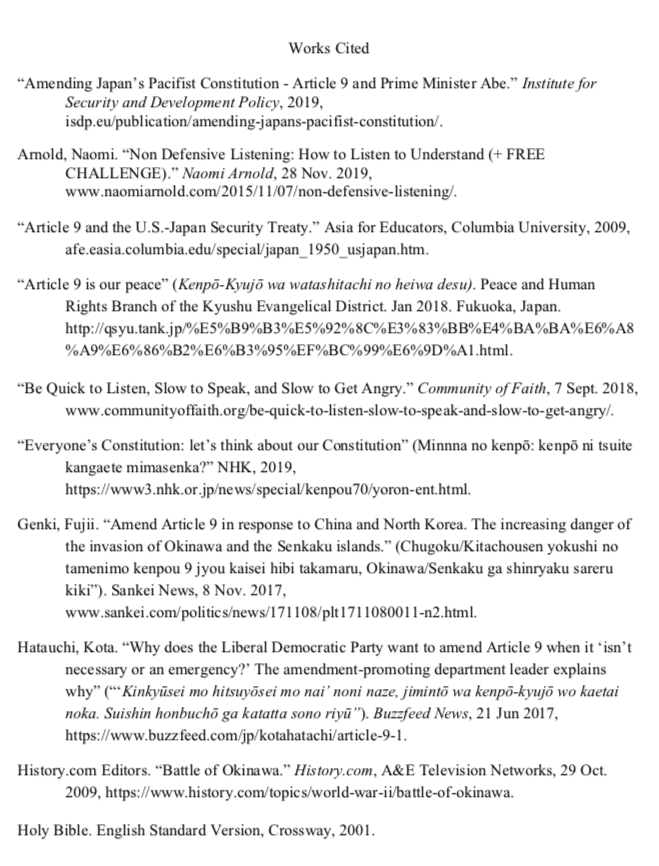 Works Cited
“Amending Japan’s Pacifist Constitution - Article 9 and Prime Minister Abe.” Institute for
Security and Development Policy, 2019,
isdp.eu/publication/amending-japans-pacifist-constitution/.
Arnold, Naomi. “Non Defensive Listening: How to Listen to Understand (+ FREE
CHALLENGE).” Naomi Arnold, 28 Nov. 2019,
www.naomiarnold.com/2015/11/07/non-defensive-listening/.
“Article 9 and the U.S.-Japan Security Treaty.” Asia for Educators, Columbia University, 2009,
afe.easia.columbia.edu/special/japan_1950_usjapan.htm.
“Article 9 is our peace” (Kenpō-Kyujō wa watashitachi no heiwa desu). Peace and Human
Rights Branch of the Kyushu Evangelical District. Jan 2018. Fukuoka, Japan.
http://qsyu.tank.jp/%E5%B9%B3%E5%92%8C%E3%83%BB%E4%BA%BA%E6%A8
%A9%E6%86%B2%E6%B3%95%EF%BC%99%E6%9D%A1.html.
“Be Quick to Listen, Slow to Speak, and Slow to Get Angry.” Community of Faith, 7 Sept. 2018,
www.communityoffaith.org/be-quick-to-listen-slow-to-speak-and-slow-to-get-angry/.
“Everyone’s Constitution: let’s think about our Constitution” (Minnna no kenpō: kenpō ni tsuite
kangaete mimasenka?” NHK, 2019,
https://www3.nhk.or.jp/news/special/kenpou70/yoron-ent.html.
Genki, Fujii. “Amend Article 9 in response to China and North Korea. The increasing danger of
the invasion of Okinawa and the Senkaku islands.” (Chugoku/Kitachousen yokushi no
tamenimo kenpou 9 jyou kaisei hibi takamaru, Okinawa/Senkaku ga shinryaku sareru
kiki”). Sankei News, 8 Nov. 2017,
www.sankei.com/politics/news/171108/plt1711080011-n2.html.
Hatauchi, Kota. “Why does the Liberal Democratic Party want to amend Article 9 when it ‘isn’t
necessary or an emergency?’ The amendment-promoting department leader explains
why” (“‘Kinkyūsei mo hitsuyōsei mo nai’ noni naze, jimintō wa kenpō-kyujō wo kaetai
noka. Suishin honbuchō ga katatta sono riyū”). Buzzfeed News, 21 Jun 2017,
https://www.buzzfeed.com/jp/kotahatachi/article-9-1.
History.com Editors. “Battle of Okinawa.” History.com, A&E Television Networks, 29 Oct.
2009, https://www.history.com/topics/world-war-ii/battle-of-okinawa.
Holy Bible. English Standard Version, Crossway, 2001.